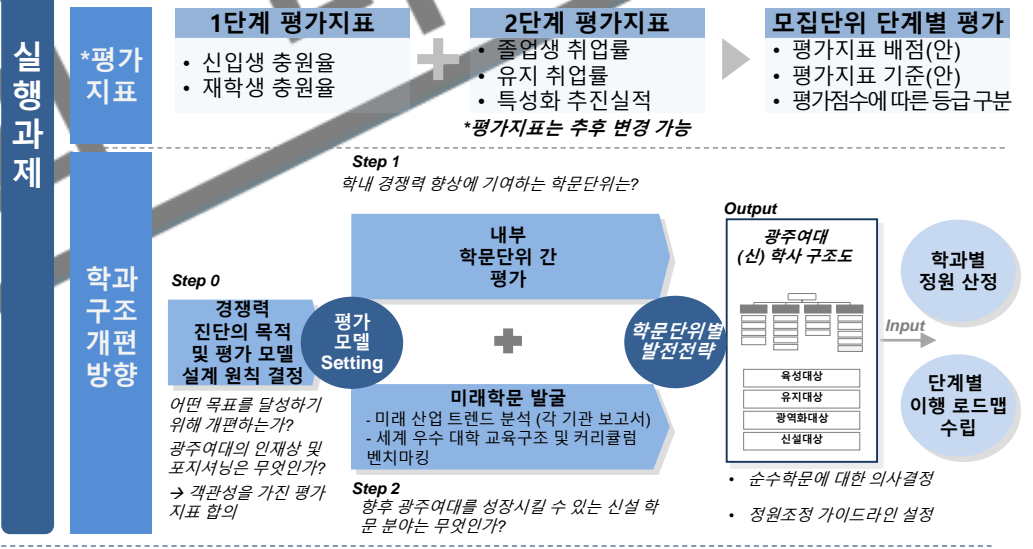 실
행
과
제
*평가
지표
1단계 평가지표
• 신입생 충원율
• 재학생 충원율
2단계 평가지표
• 졸업생 취업률
• 유지 취업률
• 특성화 추진실적
*평가지표는 추후 변경 가능
모집단위 단계별 평가
• 평가지표 배점(안)
• 평가지표 기준(안)
• 평가점수에 따른 등급 구분
학과
구조
개편
방향
Step 0
경쟁력
진단의 목적
및 평가 모델
설계 원칙 결정
어떤 목표를 달성하기
위해 개편하는가?
광주여대의 인재상 및
포지셔닝은 무엇인가?
→ 객관성을 가진 평가
지표 합의
평가
모델
Setting
Step 1
학내 경쟁력 향상에 기여하는 학문단위는?
내부
학문단위 간
평가
미래학문 발굴
- 미래 산업 트렌드 분석 (각 기관 보고서)
- 세계 우수 대학 교육구조 및 커리큘럼
벤치마킹
Step 2
향후 광주여대를 성장시킬 수 있는 신설 학
문 분야는 무엇인가?
학문단위별
발전전략
Output
광주여대
(신) 학사 구조도
육성대상
유지대상
광역화대상
신설대상
• 순수학문에 대한 의사결정
• 정원조정 가이드라인 설정
Input
학과별
정원 산정
단계별
이행 로드맵
수립